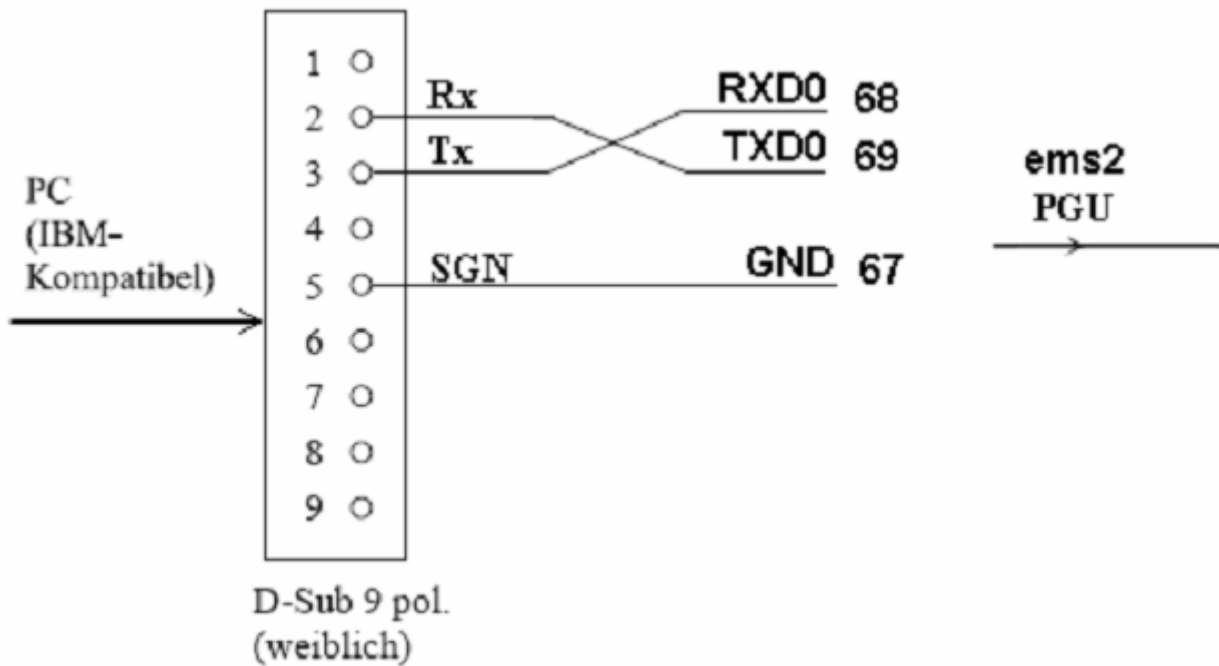 PC
(IBM-
Kompatibel)
1
2
3
4
5
6
7
8
9
Rx
Tx
SGN
RXD0 68
TXD0 69
GND 67
ems2
PGU
D-Sub 9 pol.
(weiblich)